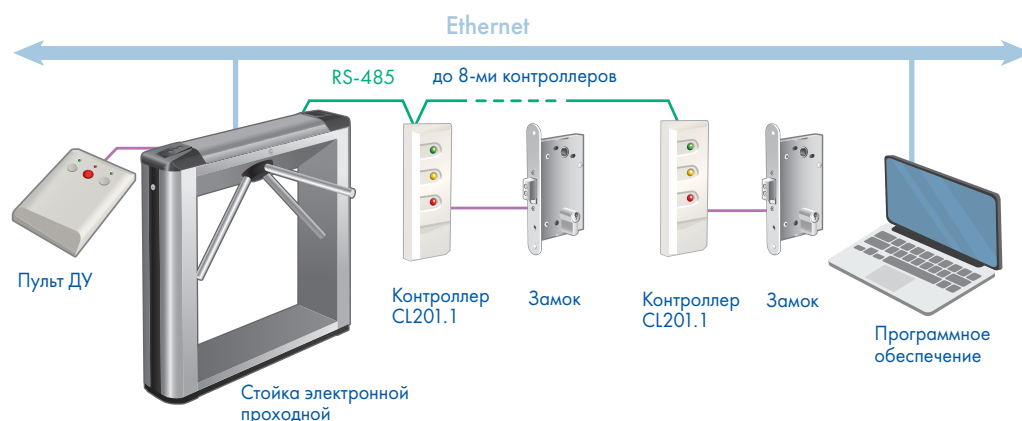 Ethernet
RS-485
до 8-ми контроллеров
Пульт ДУ
Контроллер
CL201.1
Замок
Контроллер
CL201.1
Замок
Программное
обеспечение
Стойка электронной
проходной